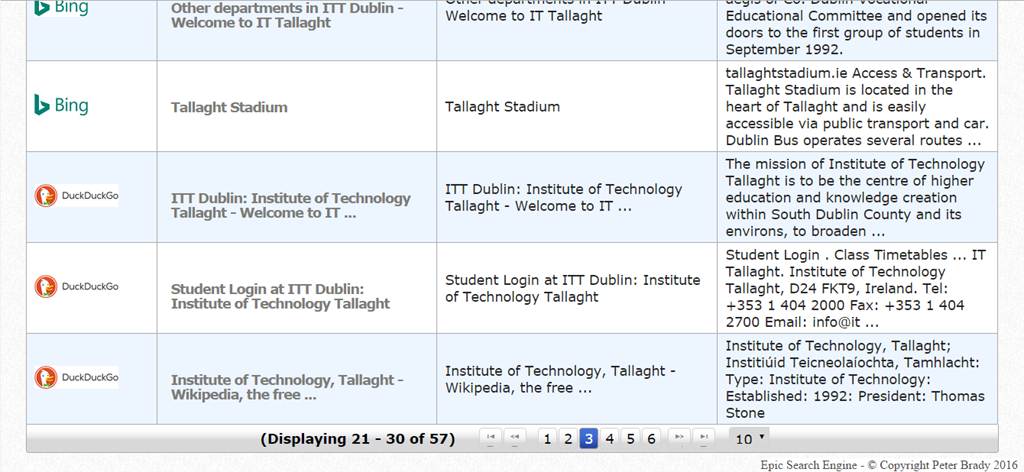 Bing
Other departments in ITT Dublin -
Welcome to IT Tallaght
Other departments in ITT Dublin -
Welcome to IT Tallaght
aegis of Co. Dublin Vocational
Educational Committee and opened its
doors to the first group of students in
September 1992.
Bing
Tallaght Stadium
Tallaght Stadium
tallaghtstadium.ie Access & Transport.
Tallaght Stadium is located in the
heart of Tallaght and is easily
accessible via public transport and car.
Dublin Bus operates several routes ...
DuckDuckGo
ITT Dublin: Institute of Technology
Tallaght - Welcome to IT ...
ITT Dublin: Institute of Technology
Tallaght - Welcome to IT ...
The mission of Institute of Technology
Tallaght is to be the centre of higher
education and knowledge creation
within South Dublin County and its
environs, to broaden ...
DuckDuckGo
Student Login at ITT Dublin:
Institute of Technology Tallaght
Student Login at ITT Dublin: Institute
of Technology Tallaght
Student Login . Class Timetables ... IT
Tallaght. Institute of Technology
Tallaght, D24 FKT9, Ireland. Tel:
+353 1 404 2000 Fax: +353 1 404
2700 Email: info@it ...
DuckDuckGo
Institute of Technology, Tallaght -
Wikipedia, the free ...
Institute of Technology, Tallaght -
Wikipedia, the free ...
Institute of Technology, Tallaght;
Institiúid Teicneolaíochta, Tamhlacht:
Type: Institute of Technology:
Established: 1992: President: Thomas
Stone
(Displaying 21 - 30 of 57) 1 2 3 4 5 6 10
Epic Search Engine - © Copyright Peter Brady 2016